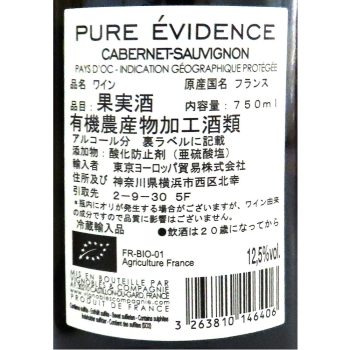 PURE ÉVIDENCE
CABERNET-SAUVIGNON
PAYS D'OC - INDICATION GÉOGRAPHIQUE PROTÉGÉE
品名 ワイン 原産国名 フランス
品目：果実酒 内容量：750ml
有機農産物加工酒類
アルコール分 裏ラベルに記載
添加物：酸化防止剤（亜硫酸塩）
輸入者 東京ヨーロッパ貿易株式会社
住所及び 神奈川県横浜市西区北幸
引取先 2-9-30 5F
＊瓶内にオリが発生する場合がございますが、ワイン由来
の成分ですので品質に影響はございません。
冷蔵輸入品 ●飲酒は20歳になってから
FR-BIO-01
Agriculture France
12,5%vol.
MIS EN BOUTEILLE PAR
PRODUIT DE FRANCE
3 263810 146406